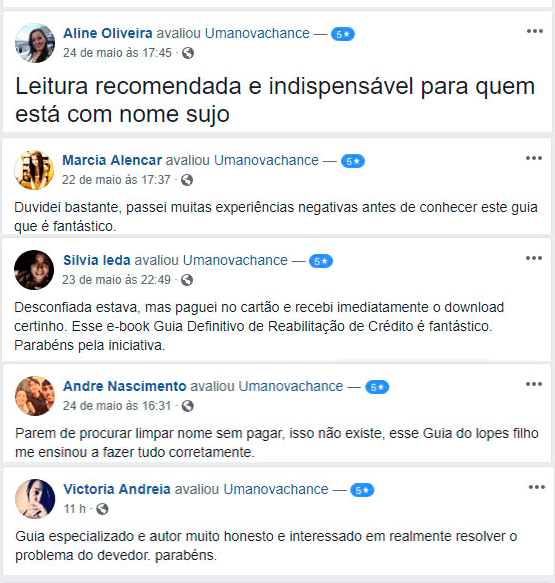 Aline Oliveira avaliou Umanovachance — 5★
24 de maio às 17:45 ·
Leitura recomendada e indispensável para quem
está com nome sujo
Marcia Alencar avaliou Umanovachance — 5★
22 de maio às 17:37 ·
Duvidei bastante, passei muitas experiências negativas antes de conhecer este guia
que é fantástico.
Silvia Ieda avaliou Umanovachance — 5★
23 de maio às 22:49 ·
Desconfiada estava, mas paguei no cartão e recebi imediatamente o download
certinho. Esse e-book Guia Definitivo de Reabilitação de Crédito é fantástico.
Parabéns pela iniciativa.
Andre Nascimento avaliou Umanovachance — 5★
24 de maio às 16:31 ·
Parem de procurar limpar nome sem pagar, isso não existe, esse Guia do lopes filho
me ensinou a fazer tudo corretamente.
Victoria Andreia avaliou Umanovachance — 5★
11 h ·
Guia especializado e autor muito honesto e interessado em realmente resolver o
problema do devedor. parabéns.